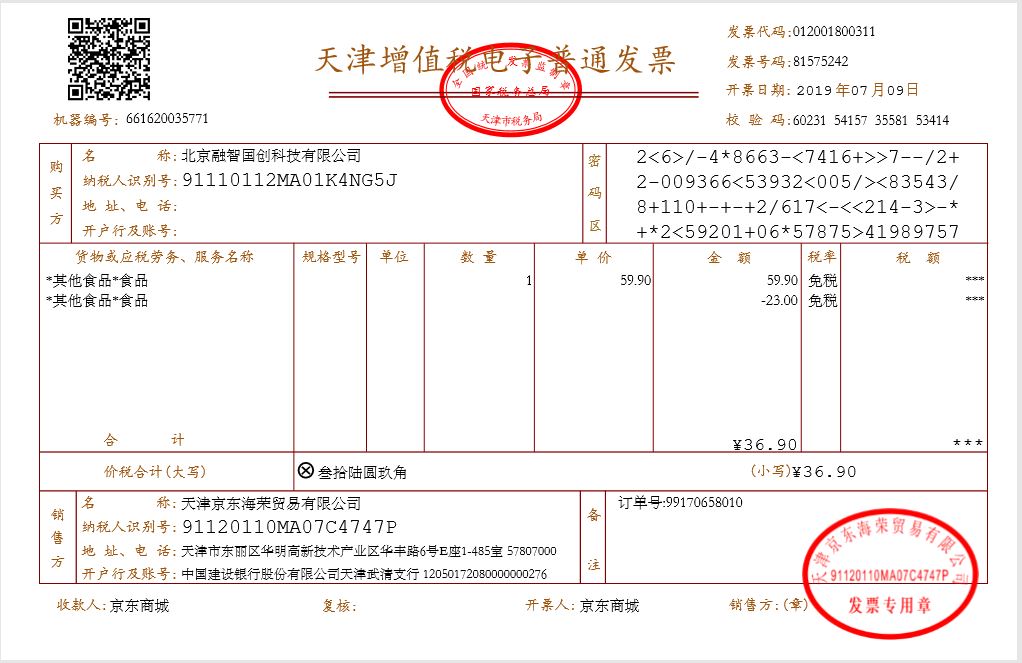 天津增值税电子普通发票
全国统一发票监制章
国家税务总局
天津市税务局
发票代码:012001800311
发票号码:81575242
开票日期: 2019 年07 月09日
校 验 码:60231 54157 35581 53414
机器编号: 661620035771
购买方
名 称: 北京融智国创科技有限公司
纳税人识别号: 91110112MA01K4NG5J
地 址、电 话:
开户行及账号:
密码区
2<6>/-4*8663-<7416+>>7--/2+
2-009366<53932<005/><83543/
8+110+-+-+2/617<-<<214-3>-*
+*2<59201+06*57875>41989757
货物或应税劳务、服务名称 规格型号 单位 数 量 单 价 金 额 税率 税 额
*其他食品*食品 1 59.90 59.90 免税 ***
*其他食品*食品 -23.00 免税 ***
合 计 ¥36.90 ***
价税合计(大写) ⊗叁拾陆圆玖角 (小写)¥36.90
销售方
名 称: 天津京东海荣贸易有限公司
纳税人识别号: 91120110MA07C4747P
地 址、电 话: 天津市东丽区华明高新技术产业区华丰路6号E座1-485室 57807000
开户行及账号: 中国建设银行股份有限公司天津武清支行 12050172080000000276
备注
订单号:99170658010
收款人: 京东商城 复核: 开票人: 京东商城 销售方:(章)
天津京东海荣贸易有限公司
91120110MA07C4747P
发票专用章